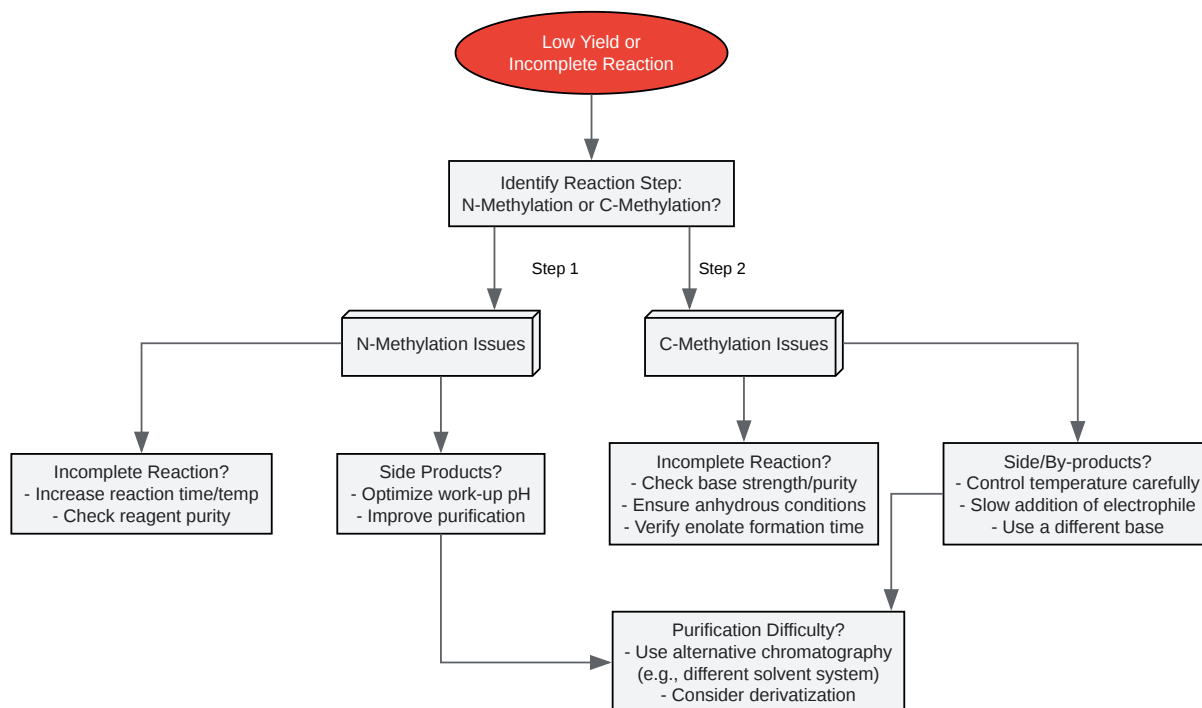 Low Yield or
Incomplete Reaction
Identify Reaction Step:
N-Methylation or C-Methylation?
Step 1
Step 2
N-Methylation Issues
C-Methylation Issues
Incomplete Reaction?
- Increase reaction time/temp
- Check reagent purity
Side Products?
- Optimize work-up pH
- Improve purification
Incomplete Reaction?
- Check base strength/purity
- Ensure anhydrous conditions
- Verify enolate formation time
Side/By-products?
- Control temperature carefully
- Slow addition of electrophile
- Use a different base
Purification Difficulty?
- Use alternative chromatography
(e.g., different solvent system)
- Consider derivatization